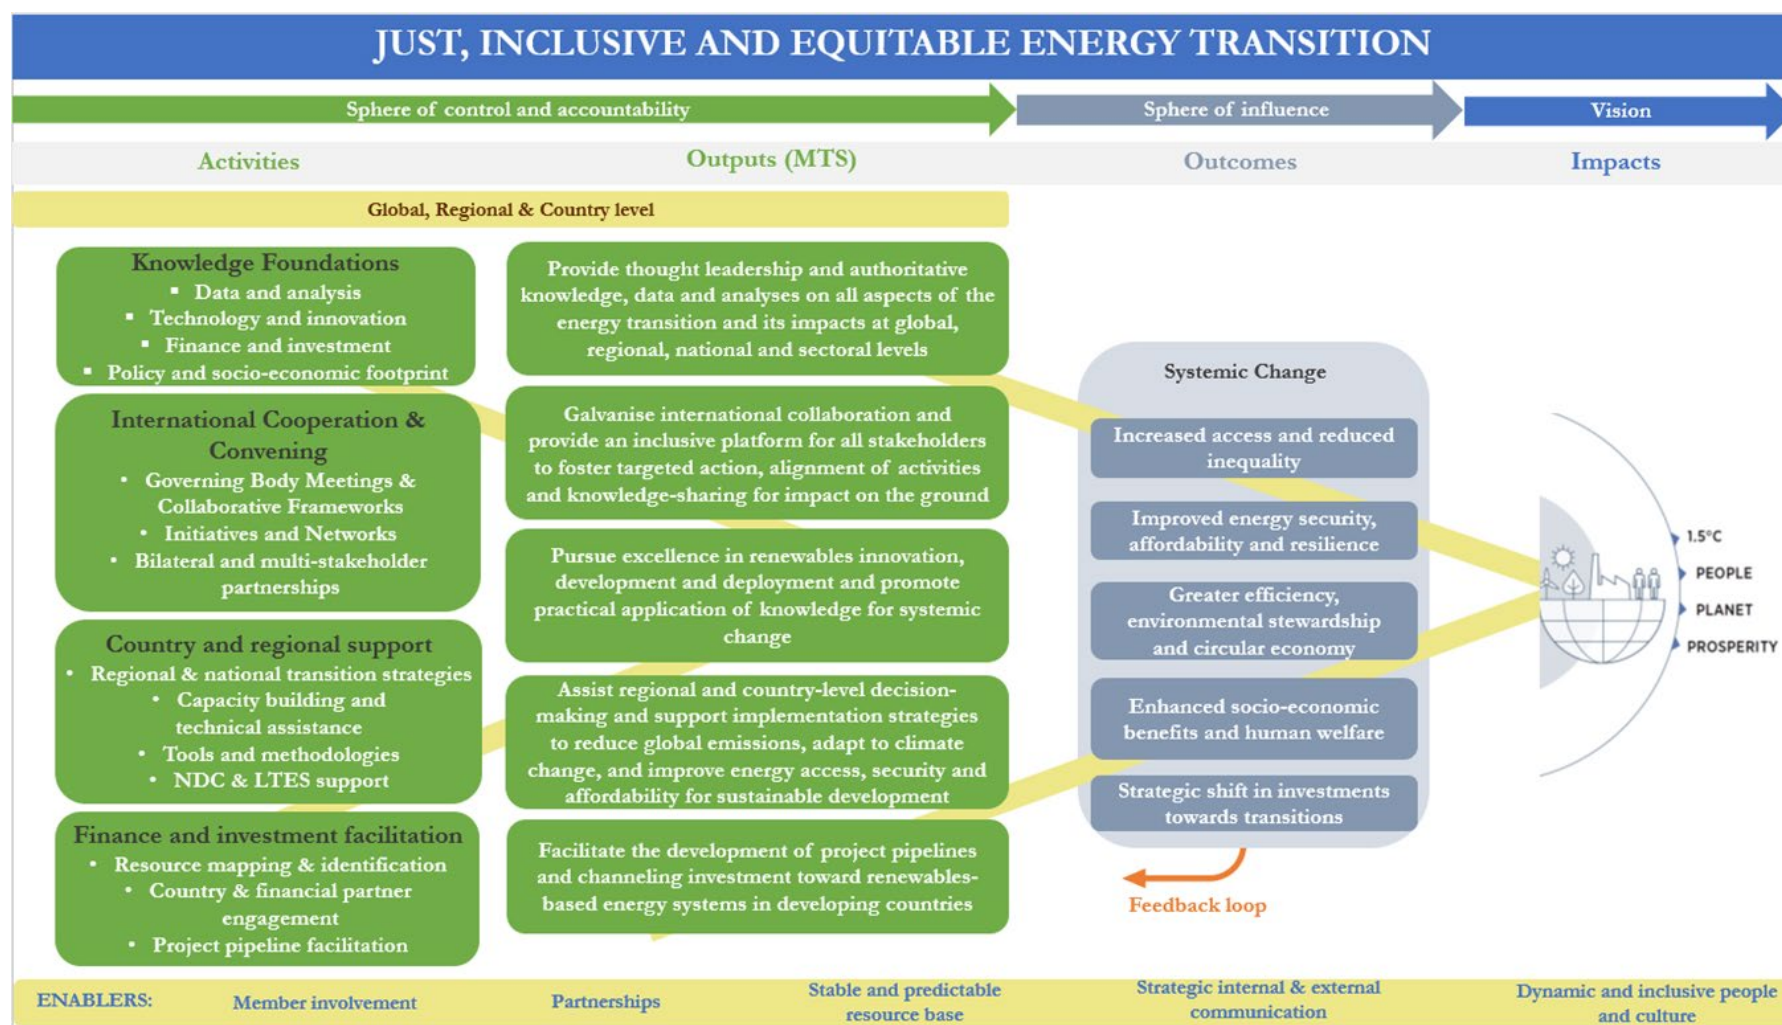 JUST, INCLUSIVE AND EQUITABLE ENERGY TRANSITION
Sphere of control and accountability
Sphere of influence
Vision
Activities
Outputs (MTS)
Outcomes
Impacts
Global, Regional & Country level
Knowledge Foundations
▪ Data and analysis
▪ Technology and innovation
▪ Finance and investment
▪ Policy and socio-economic footprint
International Cooperation &
Convening
• Governing Body Meetings &
Collaborative Frameworks
• Initiatives and Networks
• Bilateral and multi-stakeholder
partnerships
Country and regional support
• Regional & national transition strategies
• Capacity building and
technical assistance
• Tools and methodologies
• NDC & LTES support
Finance and investment facilitation
• Resource mapping & identification
• Country & financial partner
engagement
• Project pipeline facilitation
Provide thought leadership and authoritative
knowledge, data and analyses on all aspects of the
energy transition and its impacts at global,
regional, national and sectoral levels
Galvanise international collaboration and
provide an inclusive platform for all stakeholders
to foster targeted action, alignment of activities
and knowledge-sharing for impact on the ground
Pursue excellence in renewables innovation,
development and deployment and promote
practical application of knowledge for systemic
change
Assist regional and country-level decision-
making and support implementation strategies
to reduce global emissions, adapt to climate
change, and improve energy access, security and
affordability for sustainable development
Facilitate the development of project pipelines
and channeling investment toward renewables-
based energy systems in developing countries
Systemic Change
Increased access and reduced
inequality
Improved energy security,
affordability and resilience
Greater efficiency,
environmental stewardship
and circular economy
Enhanced socio-economic
benefits and human welfare
Strategic shift in investments
towards transitions
Feedback loop
1.5°C
PEOPLE
PLANET
PROSPERITY
ENABLERS:
Member involvement
Partnerships
Stable and predictable
resource base
Strategic internal & external
communication
Dynamic and inclusive people
and culture